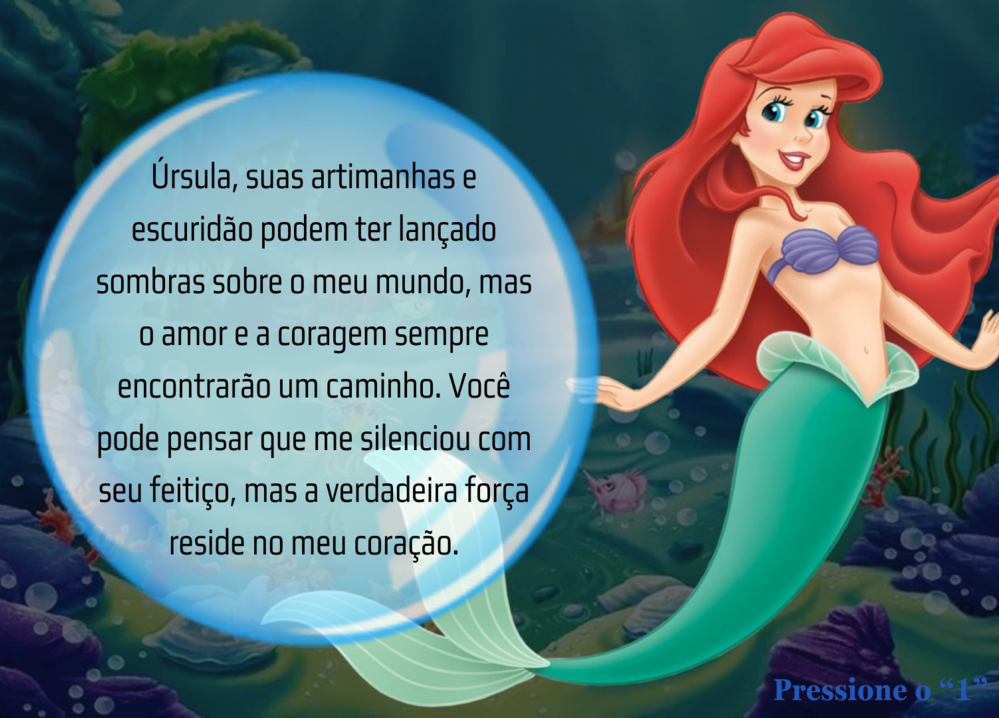 Úrsula, suas artimanhas e
escuridão podem ter lançado
sombras sobre o meu mundo, mas
o amor e a coragem sempre
encontrarão um caminho. Você
pode pensar que me silenciou com
seu feitiço, mas a verdadeira força
reside no meu coração.
Pressione o “1”